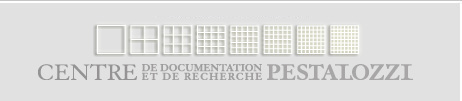 CENTRE DE DOCUMENTATION ET DE RECHERCHE PESTALOZZI